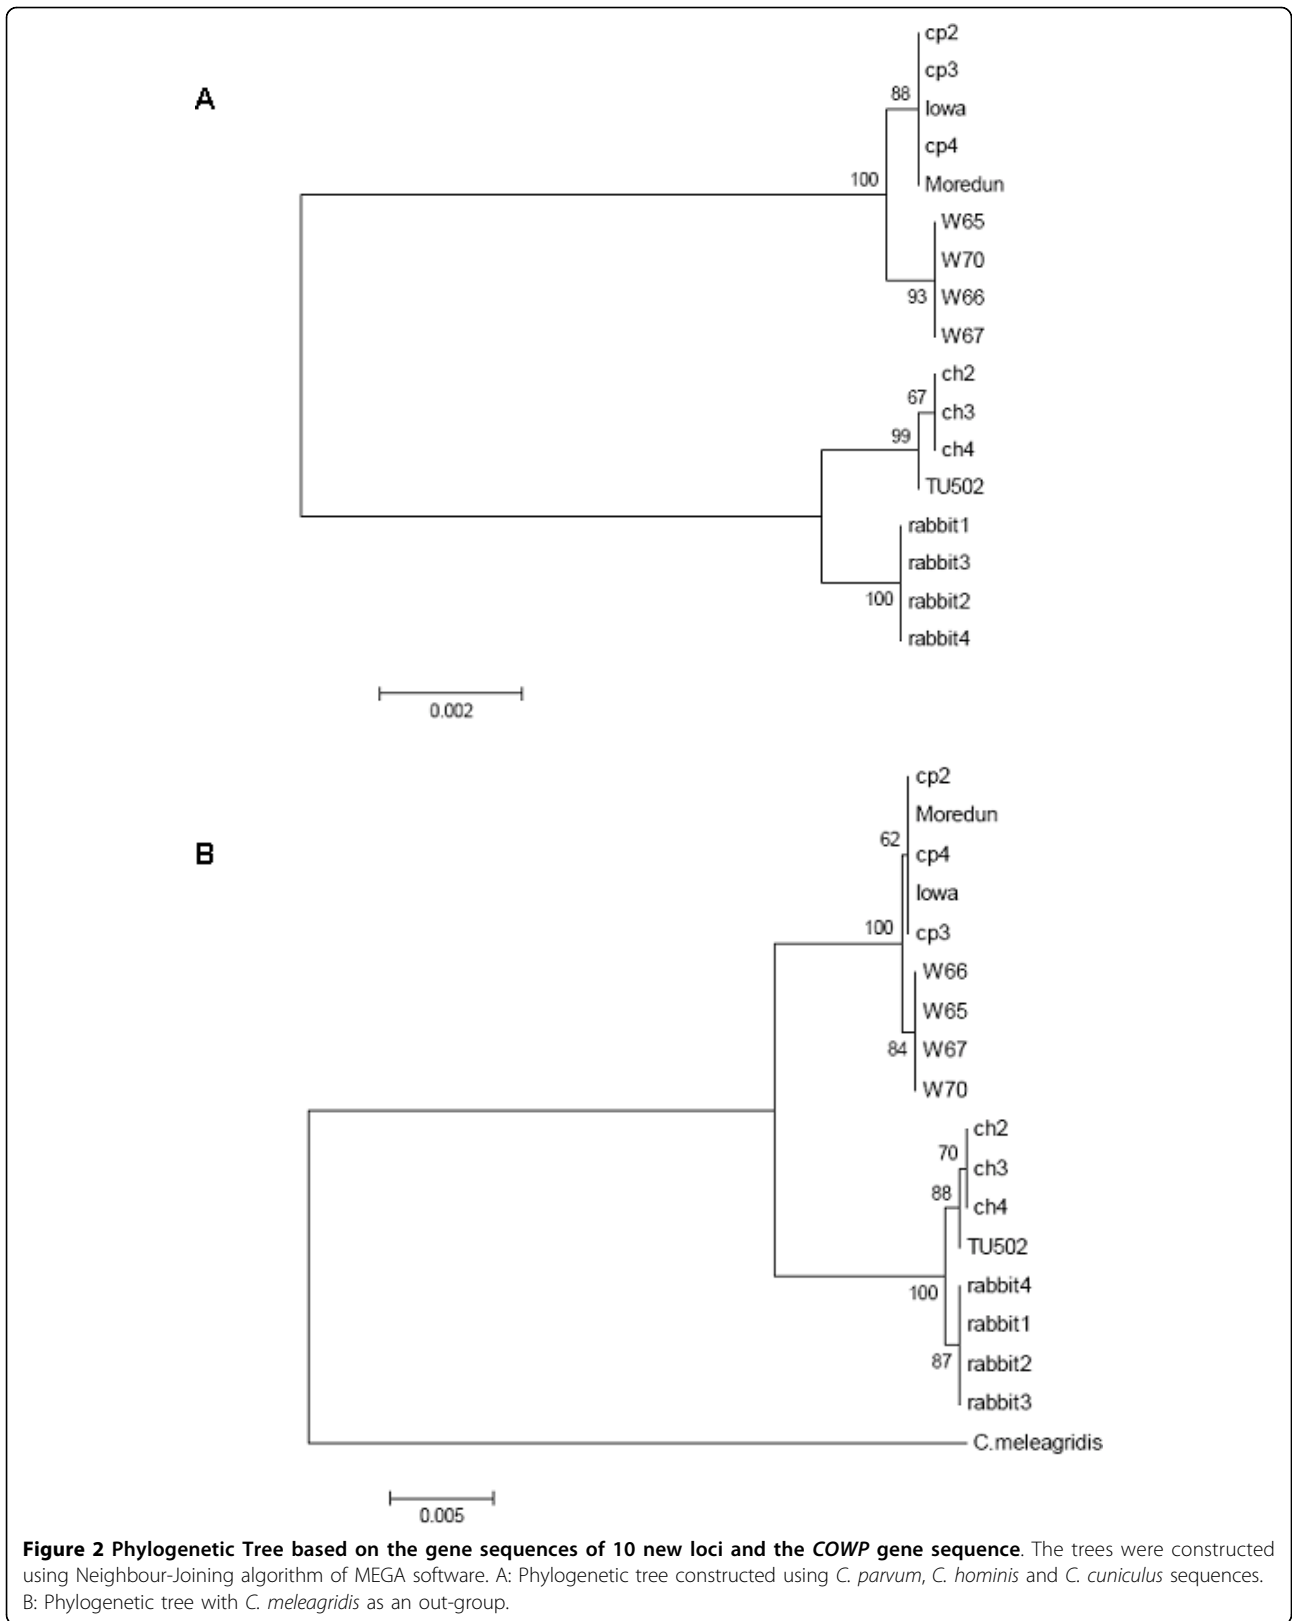 A
cp2
cp3
88
Iowa
cp4
100
Moredun
W65
W70
93
W66
W67
ch2
67
ch3
99
ch4
TU502
rabbit1
rabbit3
100
rabbit2
rabbit4
0.002
B
cp2
Moredun
62
cp4
Iowa
100
cp3
W66
W65
84
W67
W70
ch2
70
ch3
88
ch4
TU502
100
rabbit4
rabbit1
87
rabbit2
rabbit3
C.meleagridis
0.005
Figure 2 Phylogenetic Tree based on the gene sequences of 10 new loci and the COWP gene sequence. The trees were constructed
using Neighbour-Joining algorithm of MEGA software. A: Phylogenetic tree constructed using C. parvum, C. hominis and C. cuniculus sequences.
B: Phylogenetic tree with C. meleagridis as an out-group.